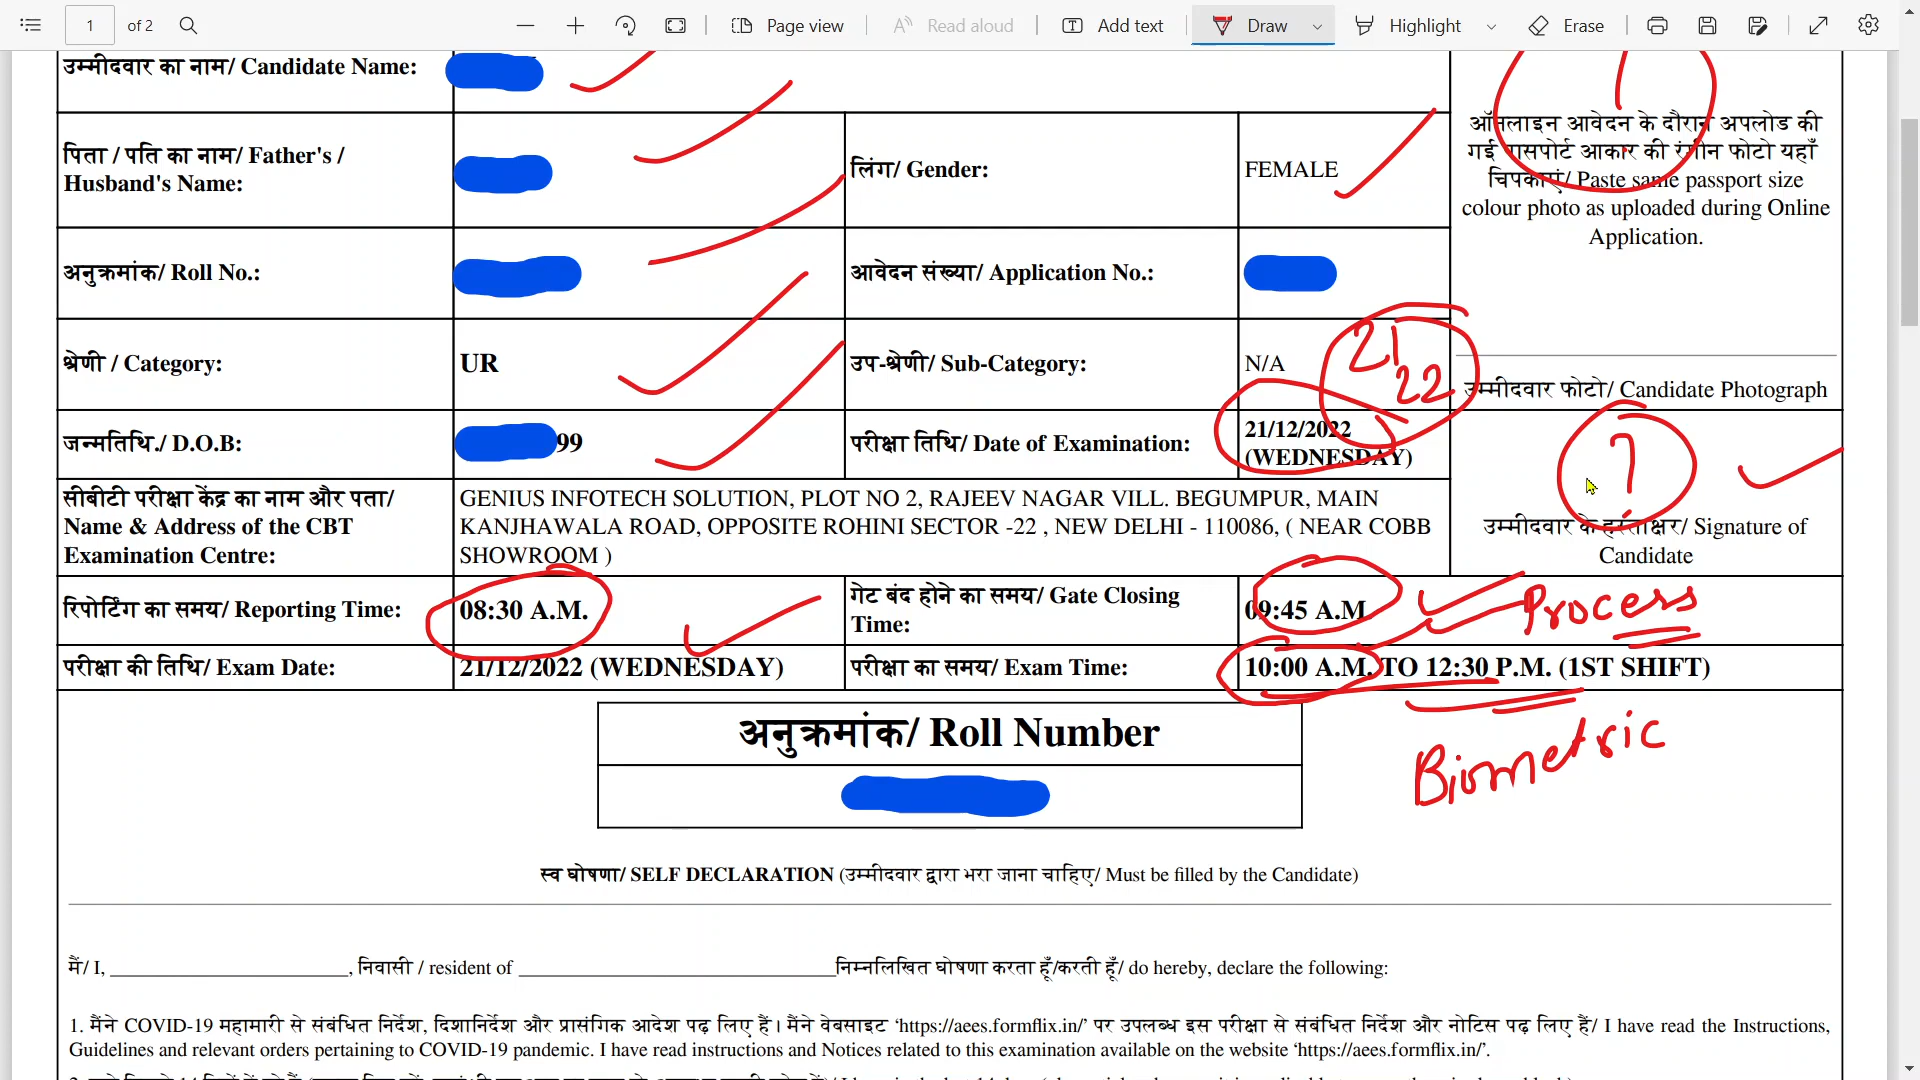 1
of 2
Page view
Read aloud
Add text
Draw
Highlight
Erase
उम्मीदवार का नाम/ Candidate Name:
पिता / पति का नाम/ Father's /
Husband's Name:
लिंग/ Gender:
FEMALE
ऑनलाइन आवेदन के दौरान अपलोड की
गई पासपोर्ट आकार की रंगीन फोटो यहाँ
चिपकाएं/ Paste same passport size
colour photo as uploaded during Online
Application.
अनुक्रमांक/ Roll No.:
आवेदन संख्या/ Application No.:
श्रेणी / Category:
UR
उप-श्रेणी/ Sub-Category:
N/A
21
22
उम्मीदवार फोटो/ Candidate Photograph
जन्मतिथि./ D.O.B:
99
परीक्षा तिथि/ Date of Examination:
21/12/2022
(WEDNESDAY)
?
सीबीटी परीक्षा केंद्र का नाम और पता/
Name & Address of the CBT
Examination Centre:
GENIUS INFOTECH SOLUTION, PLOT NO 2, RAJEEV NAGAR VILL. BEGUMPUR, MAIN
KANJHAWALA ROAD, OPPOSITE ROHINI SECTOR -22 , NEW DELHI - 110086, ( NEAR COBB
SHOWROOM )
उम्मीदवार के हस्ताक्षर/ Signature of
Candidate
रिपोर्टिंग का समय/ Reporting Time:
08:30 A.M.
गेट बंद होने का समय/ Gate Closing
Time:
09:45 A.M.
Process
परीक्षा की तिथि/ Exam Date:
21/12/2022 (WEDNESDAY)
परीक्षा का समय/ Exam Time:
10:00 A.M. TO 12:30 P.M. (1ST SHIFT)
Biometric
अनुक्रमांक/ Roll Number
स्व घोषणा/ SELF DECLARATION (उम्मीदवार द्वारा भरा जाना चाहिए/ Must be filled by the Candidate)
मैं/ I, ________________________, निवासी / resident of ________________________________निम्नलिखित घोषणा करता हूँ/करती हूँ/ do hereby, declare the following:
1. मैंने COVID-19 महामारी से संबंधित निर्देश, दिशानिर्देश और प्रासंगिक आदेश पढ़ लिए हैं। मैंने वेबसाइट ‘https://aees.formflix.in/’ पर उपलब्ध इस परीक्षा से संबंधित निर्देश और नोटिस पढ़ लिए हैं/ I have read the Instructions,
Guidelines and relevant orders pertaining to COVID-19 pandemic. I have read instructions and Notices related to this examination available on the website ‘https://aees.formflix.in/’.